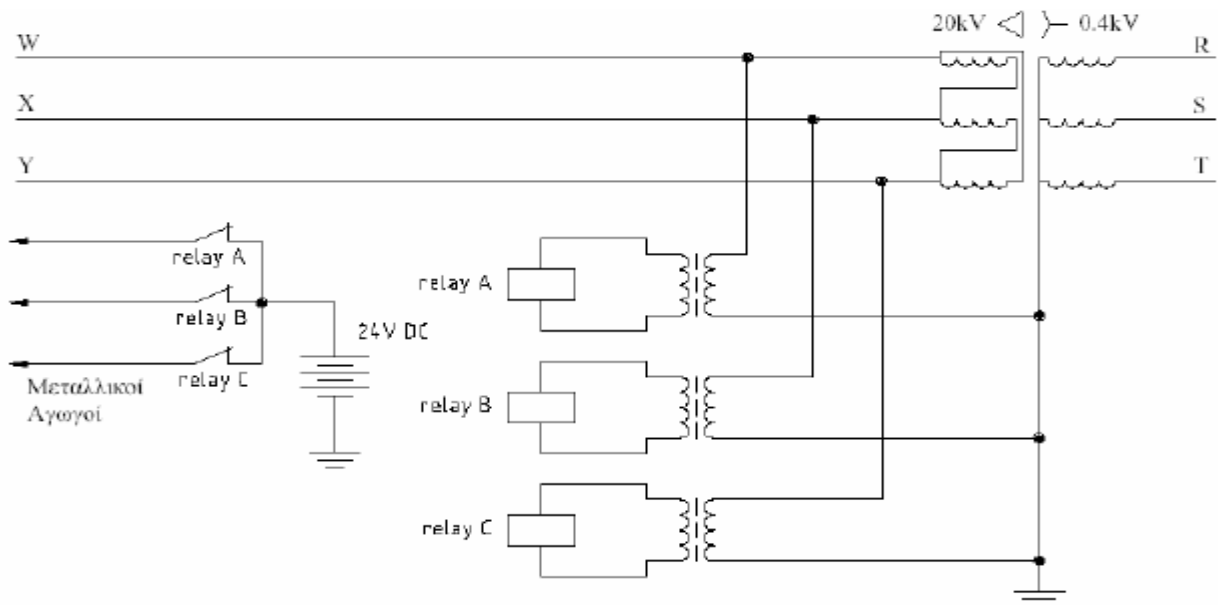 20kV 0.4kV
W R
X S
Y T
relay A
relay B
relay C
24V DC
Μεταλλικοί
Αγωγοί
relay A
relay B
relay C